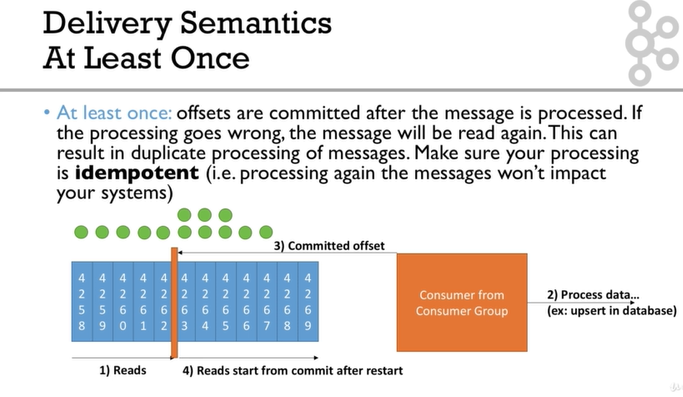 Delivery Semantics
At Least Once
• At least once: offsets are committed after the message is processed. If
the processing goes wrong, the message will be read again. This can
result in duplicate processing of messages. Make sure your processing
is idempotent (i.e. processing again the messages won't impact
your systems)
3) Committed offset
4258 4259 4260 4261 4262 4263 4264 4265 4266 4267 4268 4269
Consumer from
Consumer Group
2) Process data...
(ex: upsert in database)
1) Reads
4) Reads start from commit after restart